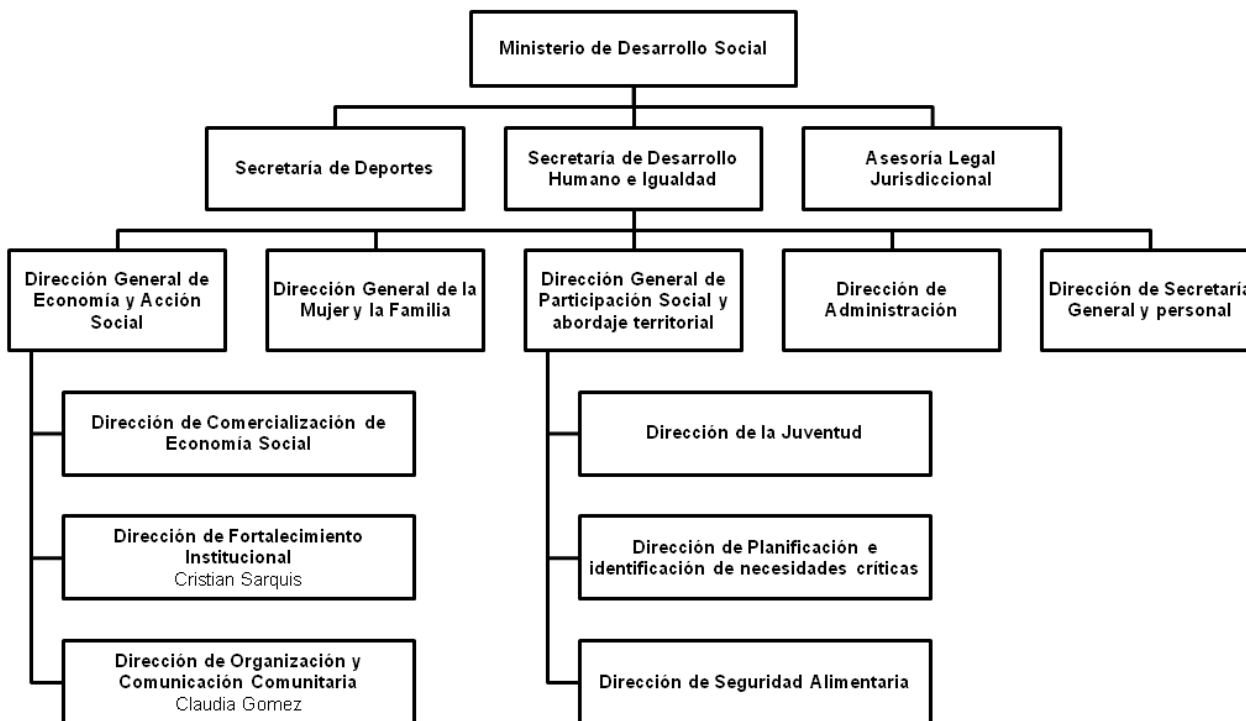 Ministerio de Desarrollo Social
Secretaría de Deportes
Secretaría de Desarrollo
Humano e Igualdad
Asesoría Legal
Jurisdiccional
Dirección General de
Economía y Acción
Social
Dirección General de la
Mujer y la Familia
Dirección General de
Participación Social y
abordaje territorial
Dirección de
Administración
Dirección de Secretaría
General y personal
Dirección de Comercialización de
Economía Social
Dirección de Fortalecimiento
Institucional
Cristian Sarquis
Dirección de Organización y
Comunicación Comunitaria
Claudia Gomez
Dirección de la Juventud
Dirección de Planificación e
identificación de necesidades críticas
Dirección de Seguridad Alimentaria